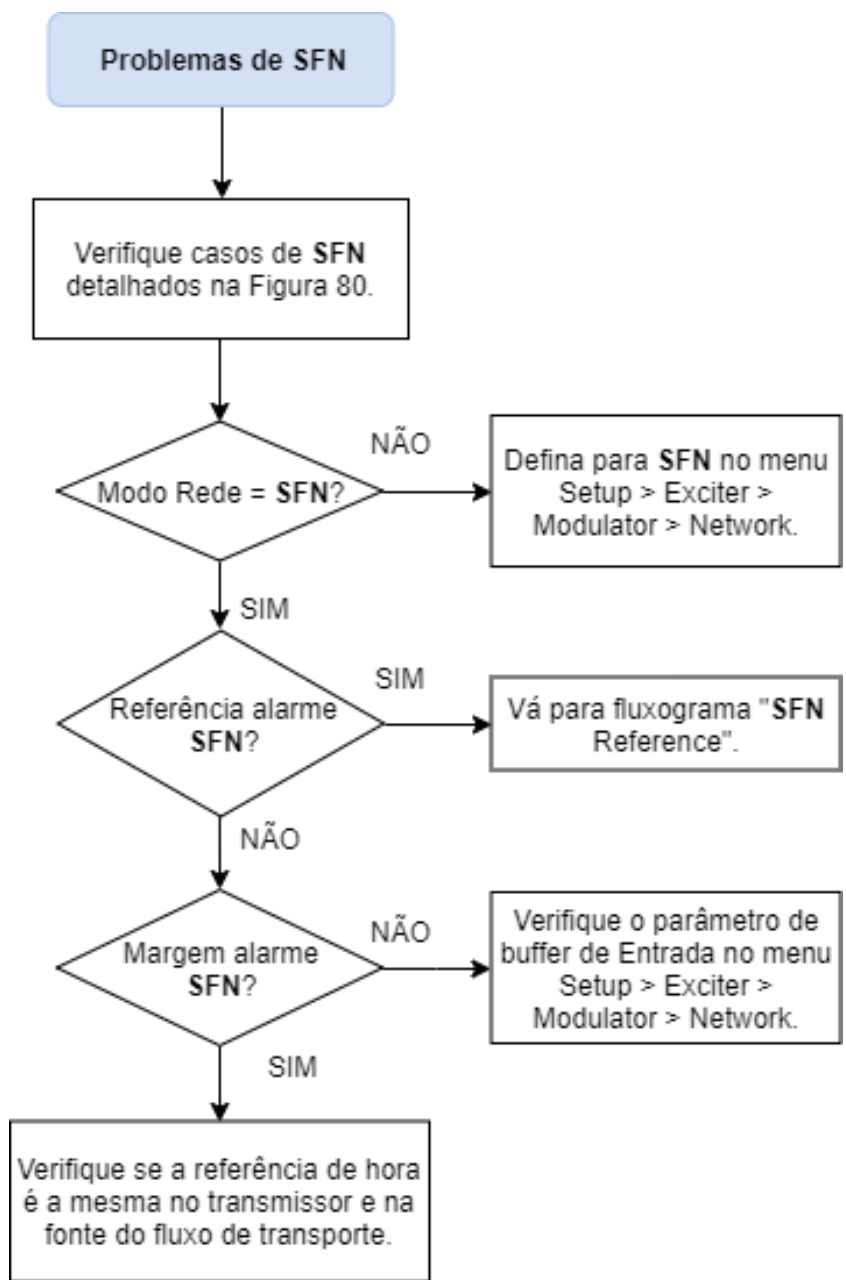 Problemas de SFN
Verifique casos de SFN
detalhados na Figura 80.
Modo Rede = SFN?
NÃO
Defina para SFN no menu
Setup > Exciter >
Modulator > Network.
SIM
Referência alarme
SFN?
SIM
Vá para fluxograma "SFN
Reference".
NÃO
Margem alarme
SFN?
NÃO
Verifique o parâmetro de
buffer de Entrada no menu
Setup > Exciter >
Modulator > Network.
SIM
Verifique se a referência de hora
é a mesma no transmissor e na
fonte do fluxo de transporte.